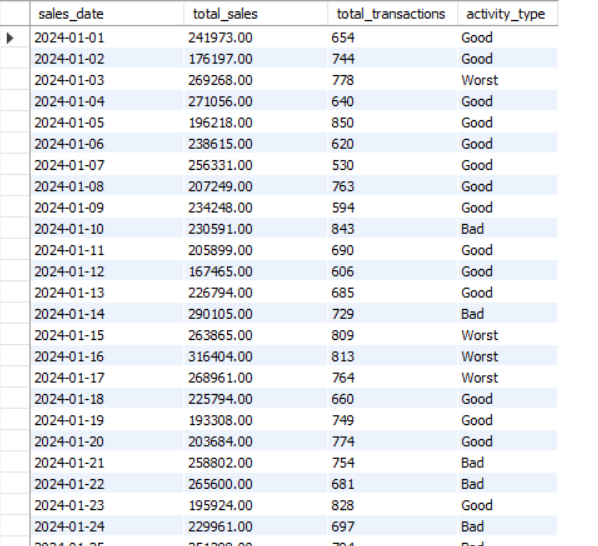 sales_date total_sales total_transactions activity_type
2024-01-01 241973.00 654 Good
2024-01-02 176197.00 744 Good
2024-01-03 269268.00 778 Worst
2024-01-04 271056.00 640 Good
2024-01-05 196218.00 850 Good
2024-01-06 238615.00 620 Good
2024-01-07 256331.00 530 Good
2024-01-08 207249.00 763 Good
2024-01-09 234248.00 594 Good
2024-01-10 230591.00 843 Bad
2024-01-11 205899.00 690 Good
2024-01-12 167465.00 606 Good
2024-01-13 226794.00 685 Good
2024-01-14 290105.00 729 Bad
2024-01-15 263865.00 809 Worst
2024-01-16 316404.00 813 Worst
2024-01-17 268961.00 764 Worst
2024-01-18 225794.00 660 Good
2024-01-19 193308.00 749 Good
2024-01-20 203684.00 774 Good
2024-01-21 258802.00 754 Bad
2024-01-22 265600.00 681 Bad
2024-01-23 195924.00 828 Good
2024-01-24 229961.00 697 Bad